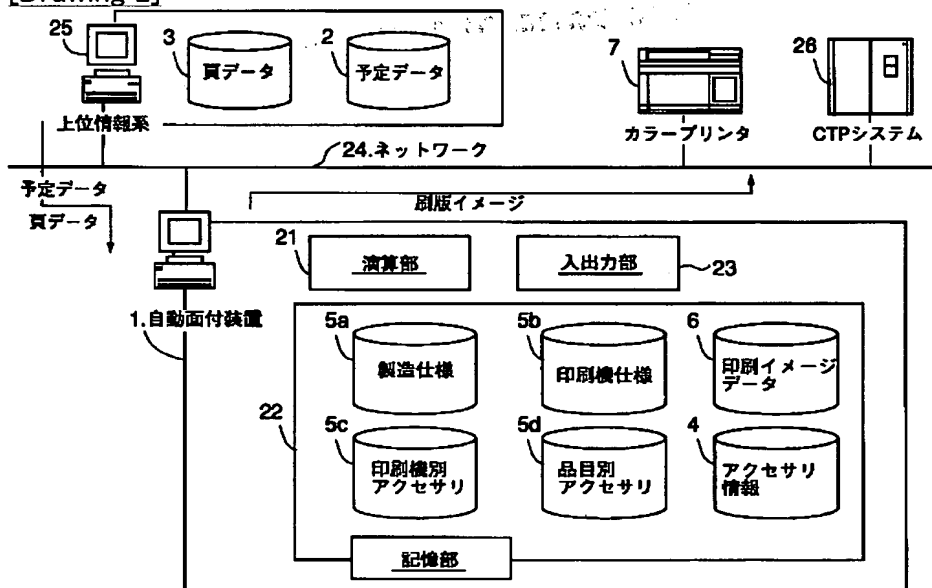 [Drawing 2]
25
3
頁データ
2
予定データ
7
26
上位情報系
カラープリンタ
CTPシステム
24.ネットワーク
予定データ
頁データ
刷版イメージ
21
演算部
入出力部
23
1.自動面付装置
5a
製造仕様
5b
印刷機仕様
6
印刷イメージ
データ
22
5c
印刷機別
アクセサリ
5d
品目別
アクセサリ
4
アクセサリ
情報
記憶部